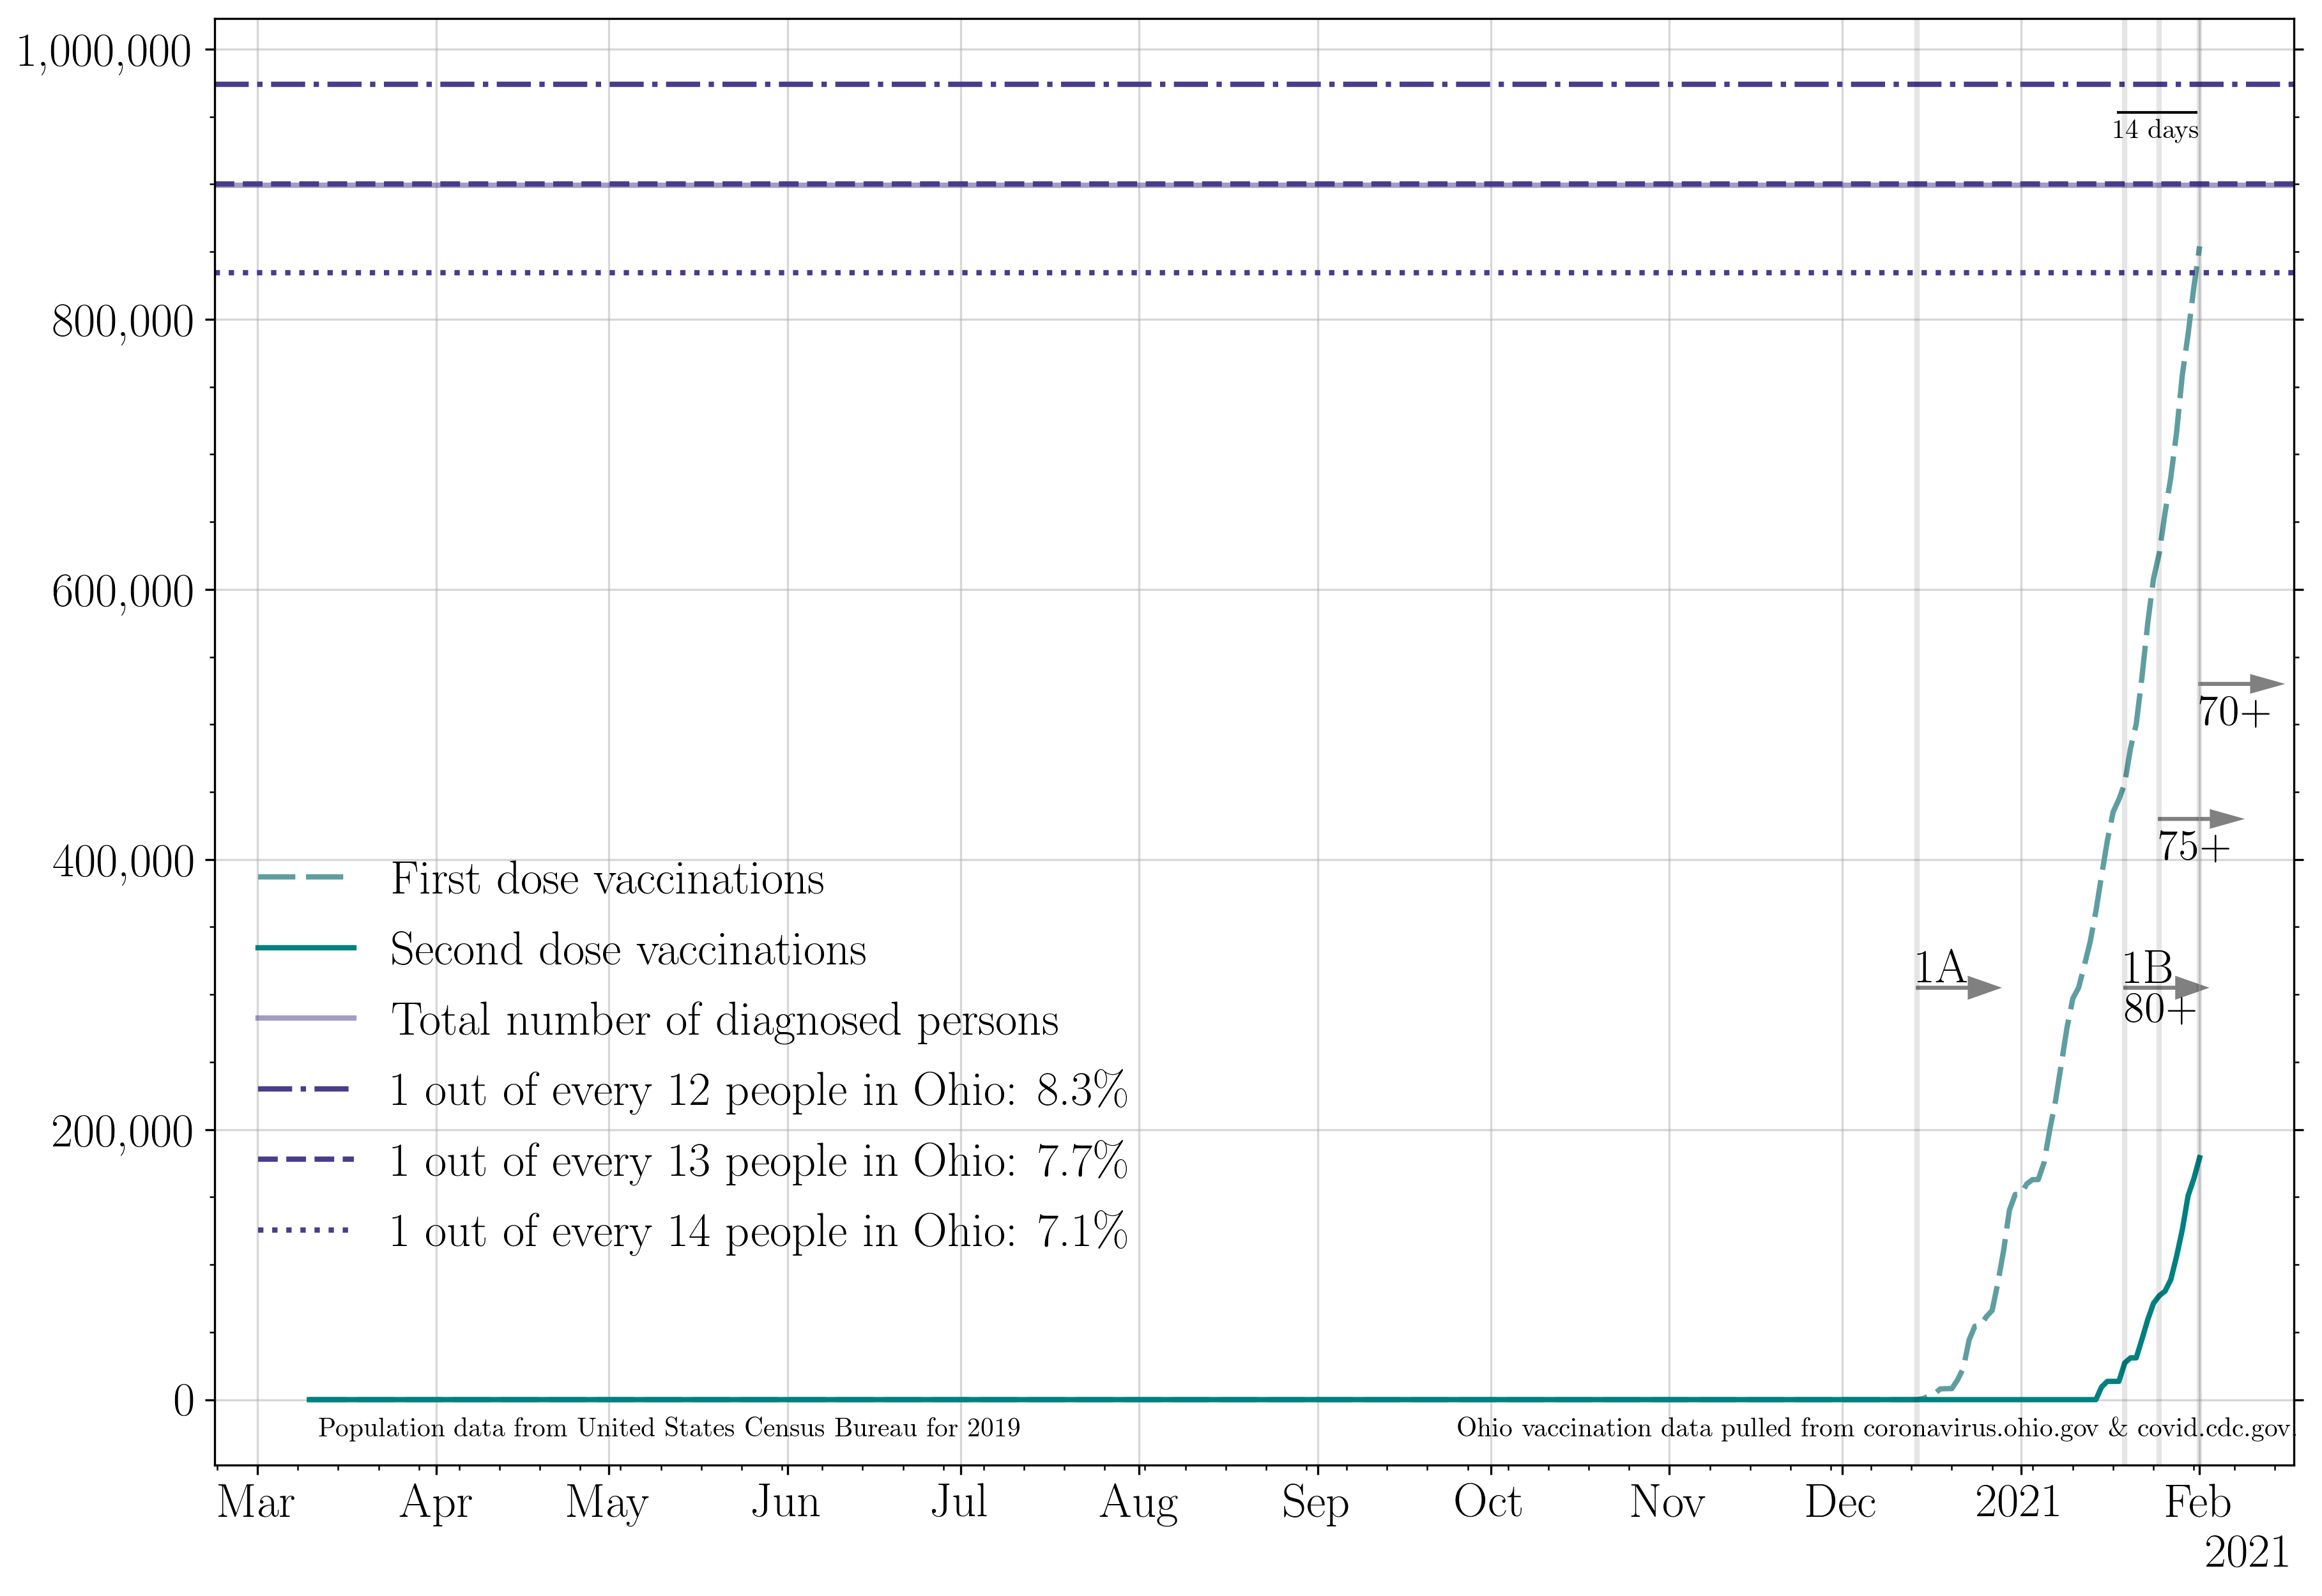 1,000,000
14 days
800,000
600,000
70+
75+
400,000
First dose vaccinations
Second dose vaccinations
1A
1B
80+
Total number of diagnosed persons
1 out of every 12 people in Ohio: 8.3%
200,000
1 out of every 13 people in Ohio: 7.7%
1 out of every 14 people in Ohio: 7.1%
0
Population data from United States Census Bureau for 2019
Ohio vaccination data pulled from coronavirus.ohio.gov & covid.cdc.gov.
Mar Apr May Jun Jul Aug Sep Oct Nov Dec 2021 Feb
2021